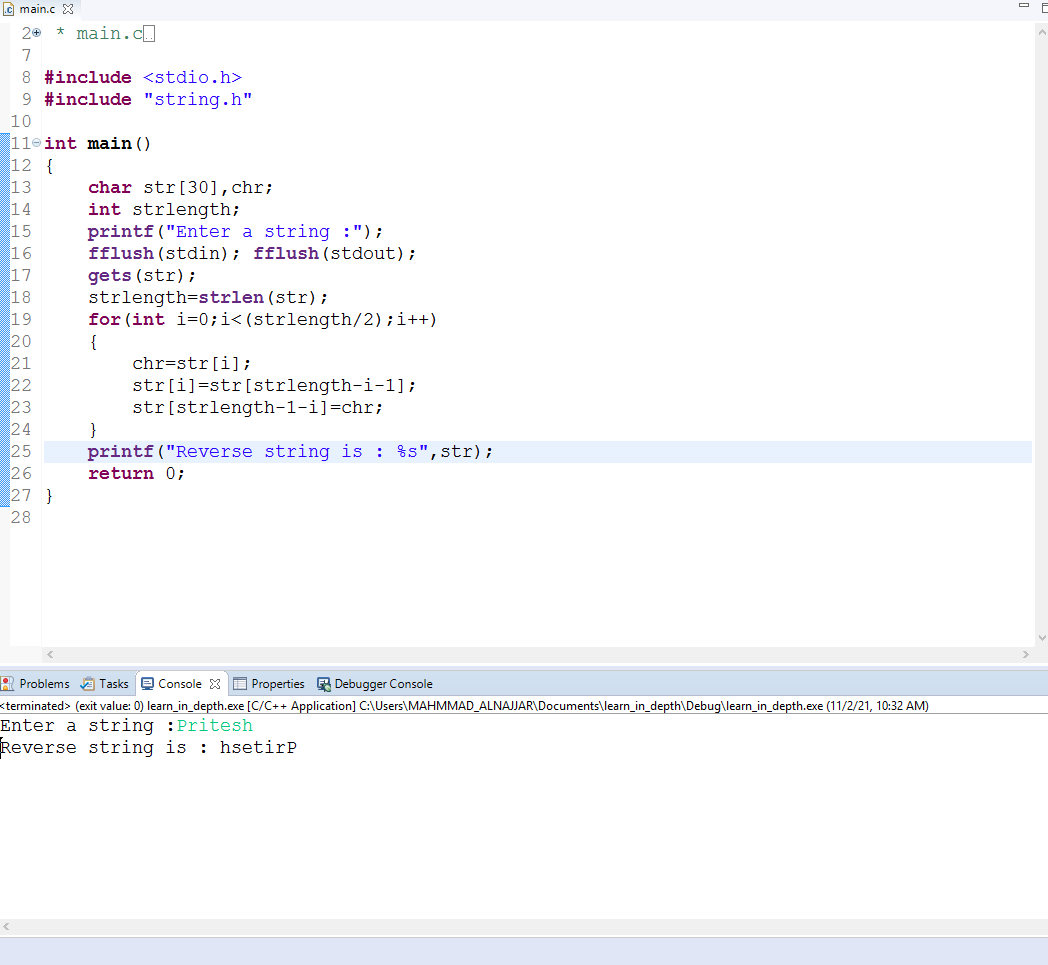 main.c
2 * main.c
7
8 #include <stdio.h>
9 #include "string.h"
10
11 int main()
12 {
13     char str[30],chr;
14     int strlength;
15     printf("Enter a string :");
16     fflush(stdin); fflush(stdout);
17     gets(str);
18     strlength=strlen(str);
19     for(int i=0;i<(strlength/2);i++)
20     {
21         chr=str[i];
22         str[i]=str[strlength-i-1];
23         str[strlength-1-i]=chr;
24     }
25     printf("Reverse string is : %s",str);
26     return 0;
27 }
28
Problems Tasks Console Properties Debugger Console
<terminated> (exit value: 0) learn_in_depth.exe [C/C++ Application] C:\Users\MAHMMAD_ALNAJJAR\Documents\learn_in_depth\Debug\learn_in_depth.exe (11/2/21, 10:32 AM)
Enter a string :Pritesh
Reverse string is : hsetirP